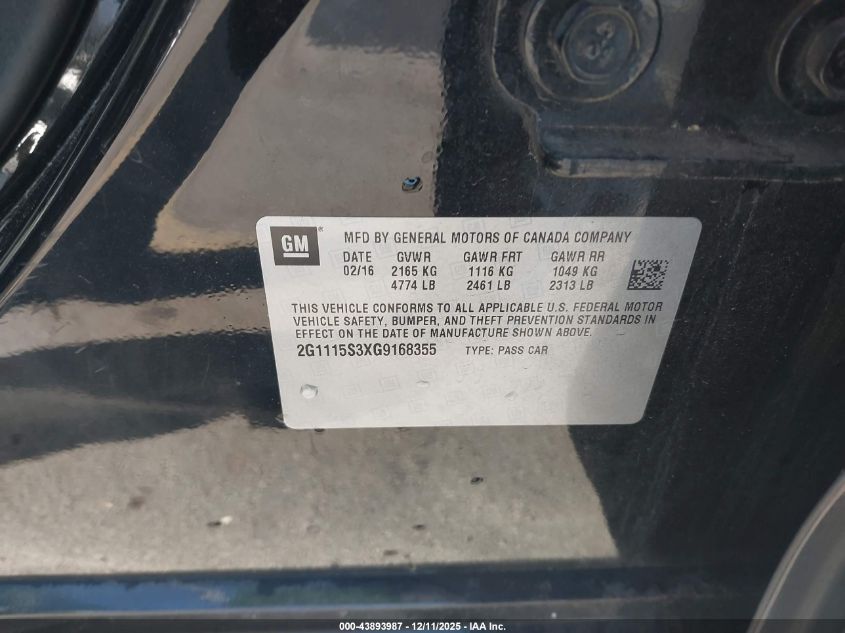 GM ® MFD BY GENERAL MOTORS OF CANADA COMPANY
DATE GVWR GAWR FRT GAWR RR
02/16 2165 KG 1116 KG 1049 KG
4774 LB 2461 LB 2313 LB
THIS VEHICLE CONFORMS TO ALL APPLICABLE U.S. FEDERAL MOTOR
VEHICLE SAFETY, BUMPER, AND THEFT PREVENTION STANDARDS IN
EFFECT ON THE DATE OF MANUFACTURE SHOWN ABOVE.
2G1115S3XG9168355 TYPE: PASS CAR
000-43893987 - 12/11/2025 - IAA Inc.